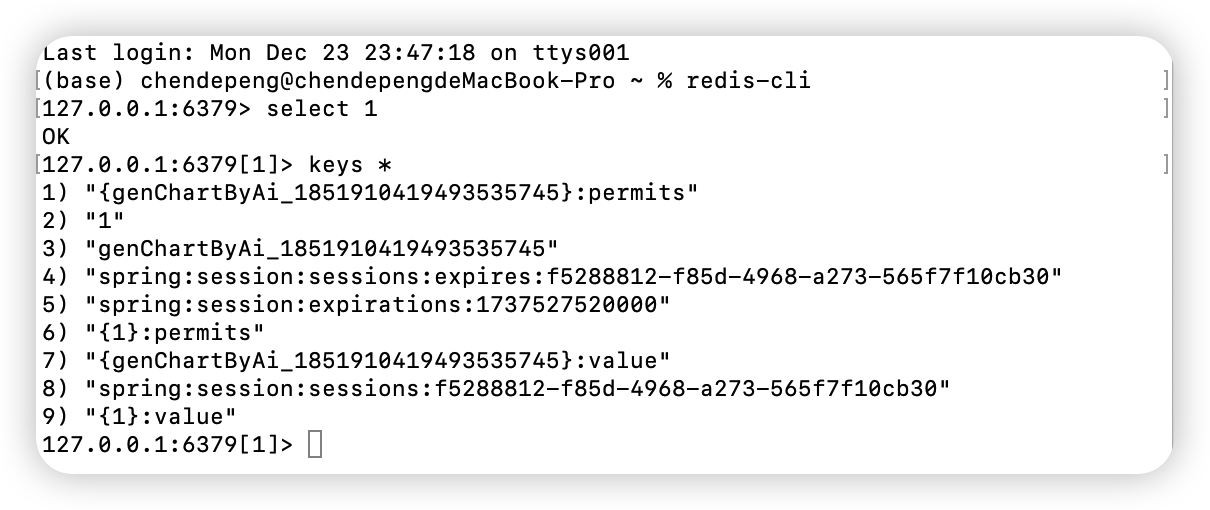 Last login: Mon Dec 23 23:47:18 on ttys001
[(base) chendepeng@chendepengdeMacBook-Pro ~ % redis-cli ]
[127.0.0.1:6379> select 1 ]
OK
[127.0.0.1:6379[1]> keys * ]
1) "{genChartByAi_1851910419493535745}:permits"
2) "1"
3) "genChartByAi_1851910419493535745"
4) "spring:session:sessions:expires:f5288812-f85d-4968-a273-565f7f10cb30"
5) "spring:session:expirations:1737527520000"
6) "{1}:permits"
7) "{genChartByAi_1851910419493535745}:value"
8) "spring:session:sessions:f5288812-f85d-4968-a273-565f7f10cb30"
9) "{1}:value"
127.0.0.1:6379[1]>